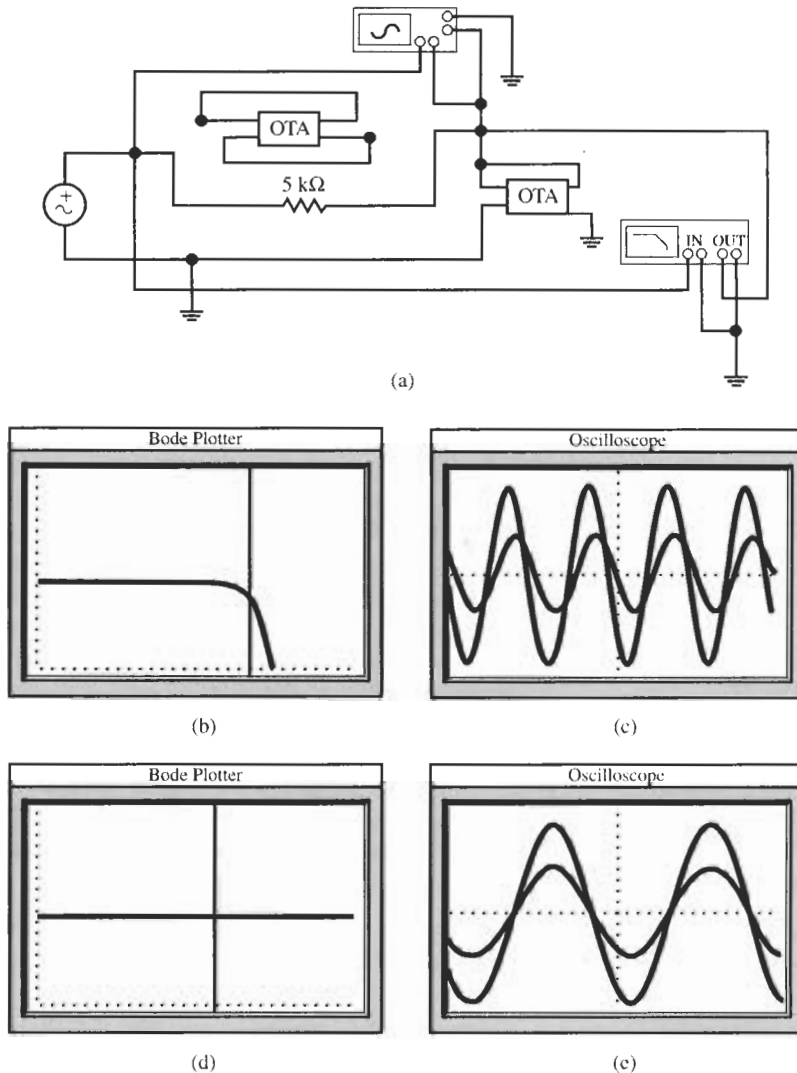 OTA
5 kΩ
OTA
IN OUT
(a)
Bode Plotter
Oscilloscope
(b)
(c)
Bode Plotter
Oscilloscope
(d)
(e)